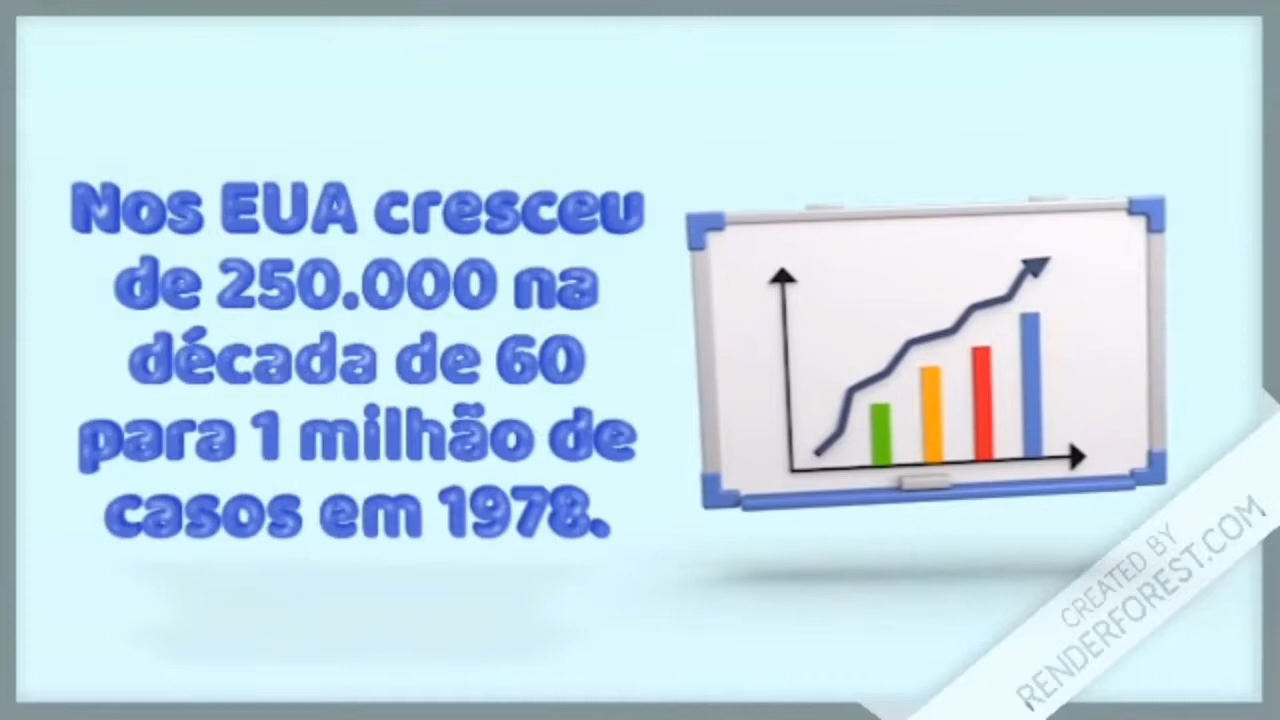 Nos EUA cresceu
de 250.000 na
década de 60
para 1 milhão de
casos em 1978.
CREATED BY
RENDERFOREST.COM